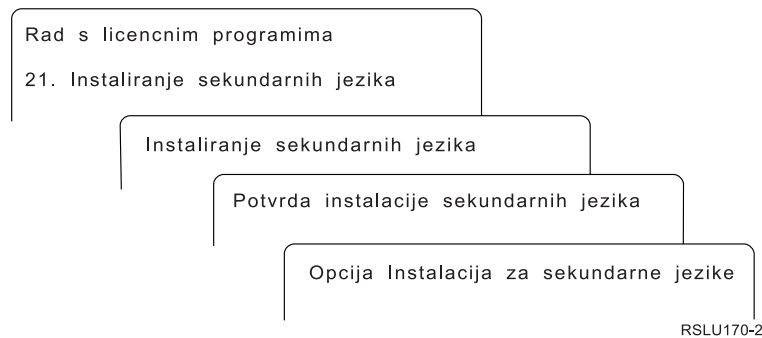 Rad s licencnim programima
21. Instaliranje sekundarnih jezika
Instaliranje sekundarnih jezika
Potvrda instalacije sekundarnih jezika
Opcija Instalacija za sekundarne jezike
RSLU170-2